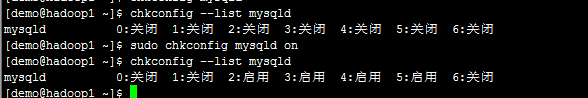 [demo@hadoop1 ~]$ chkconfig --list mysqld
mysqld 0:关闭 1:关闭 2:关闭 3:关闭 4:关闭 5:关闭 6:关闭
[demo@hadoop1 ~]$ sudo chkconfig mysqld on
[demo@hadoop1 ~]$ chkconfig --list mysqld
mysqld 0:关闭 1:关闭 2:启用 3:启用 4:启用 5:启用 6:关闭
[demo@hadoop1 ~]$